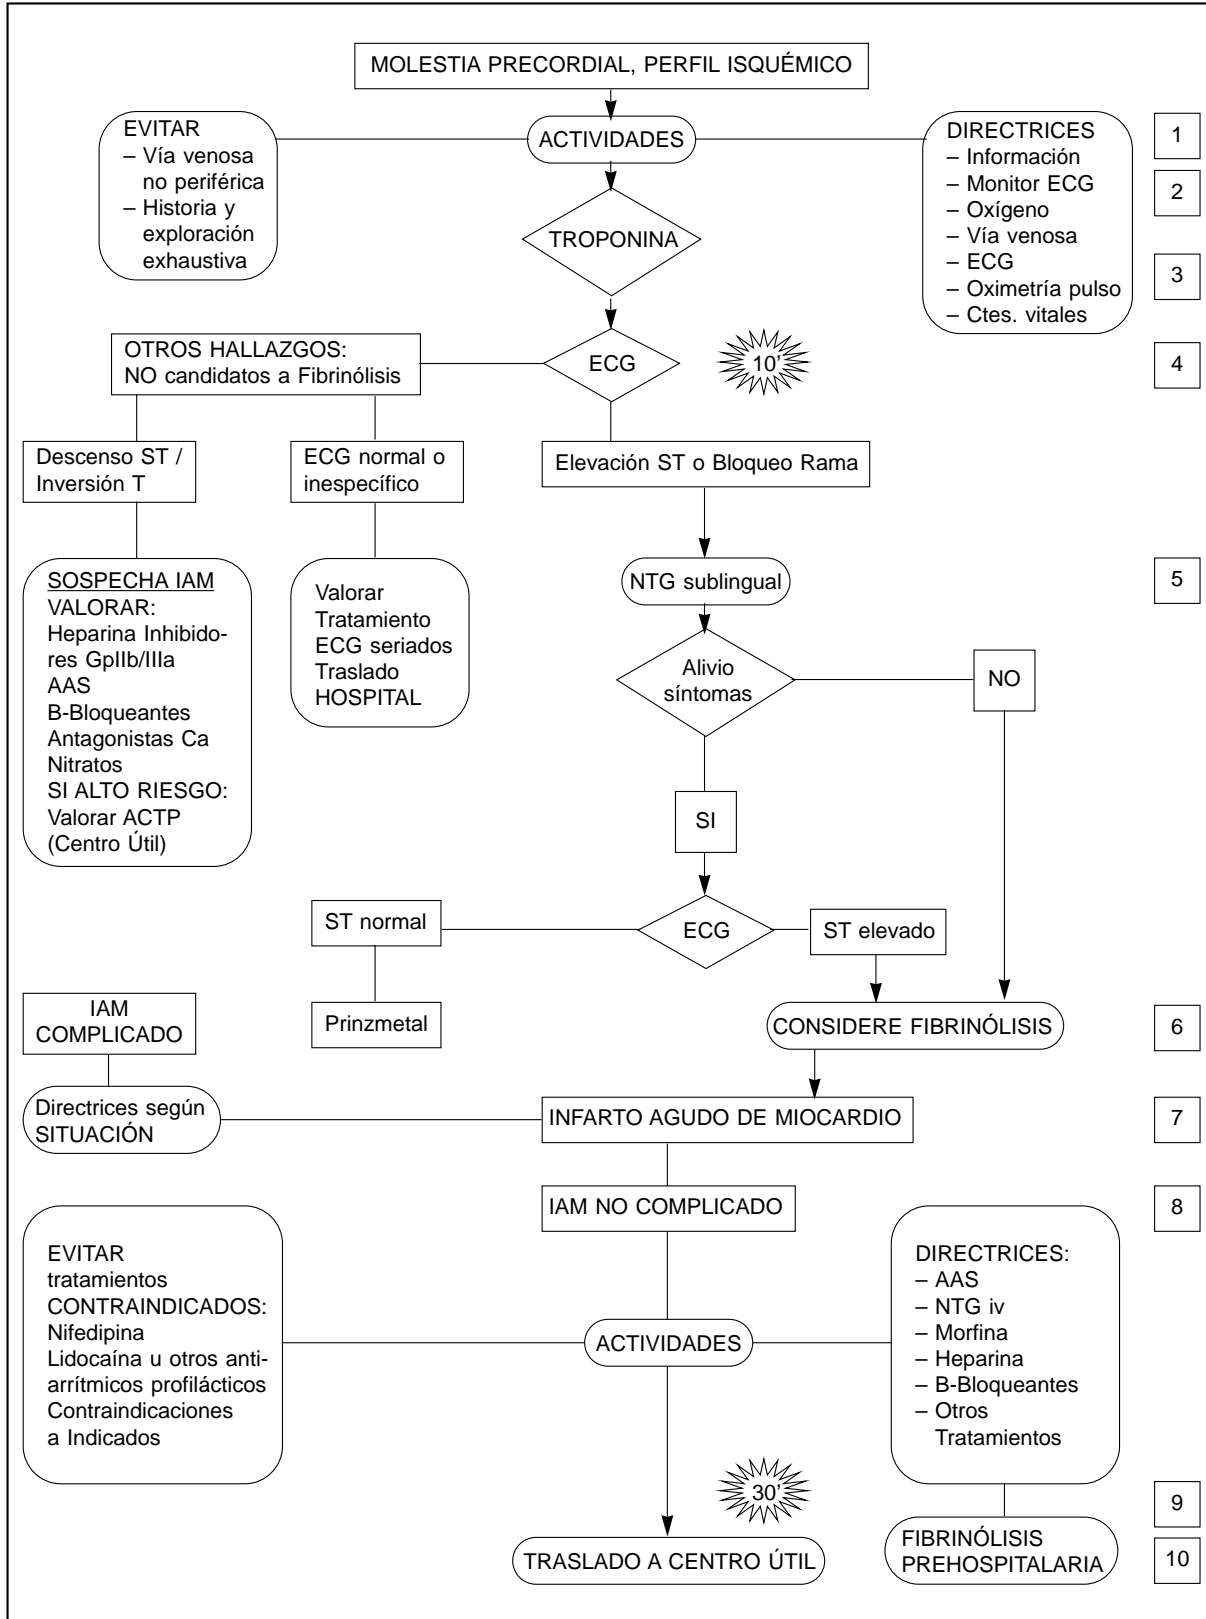 MOLESTIA PRECORDIAL, PERFIL ISQUÉMICO
EVITAR
– Vía venosa
no periférica
– Historia y
exploración
exhaustiva
ACTIVIDADES
DIRECTRICES
– Información
– Monitor ECG
– Oxígeno
– Vía venosa
– ECG
– Oximetría pulso
– Ctes. vitales
1
2
3
TROPONINA
OTROS HALLAZGOS:
NO candidatos a Fibrinólisis
ECG
10’
4
Descenso ST /
Inversión T
ECG normal o
inespecífico
Elevación ST o Bloqueo Rama
SOSPECHA IAM
VALORAR:
Heparina Inhibido-
res GpIIb/IIIa
AAS
B-Bloqueantes
Antagonistas Ca
Nitratos
SI ALTO RIESGO:
Valorar ACTP
(Centro Útil)
Valorar
Tratamiento
ECG seriados
Traslado
HOSPITAL
NTG sublingual
5
Alivio
síntomas
NO
SI
ST normal
ECG
ST elevado
IAM
COMPLICADO
Prinzmetal
CONSIDERE FIBRINÓLISIS
6
Directrices según
SITUACIÓN
INFARTO AGUDO DE MIOCARDIO
7
IAM NO COMPLICADO
8
EVITAR
tratamientos
CONTRAINDICADOS:
Nifedipina
Lidocaína u otros anti-
arrítmicos profilácticos
Contraindicaciones
a Indicados
ACTIVIDADES
DIRECTRICES:
– AAS
– NTG iv
– Morfina
– Heparina
– B-Bloqueantes
– Otros
Tratamientos
30’
9
TRASLADO A CENTRO ÚTIL
FIBRINÓLISIS
PREHOSPITALARIA
10